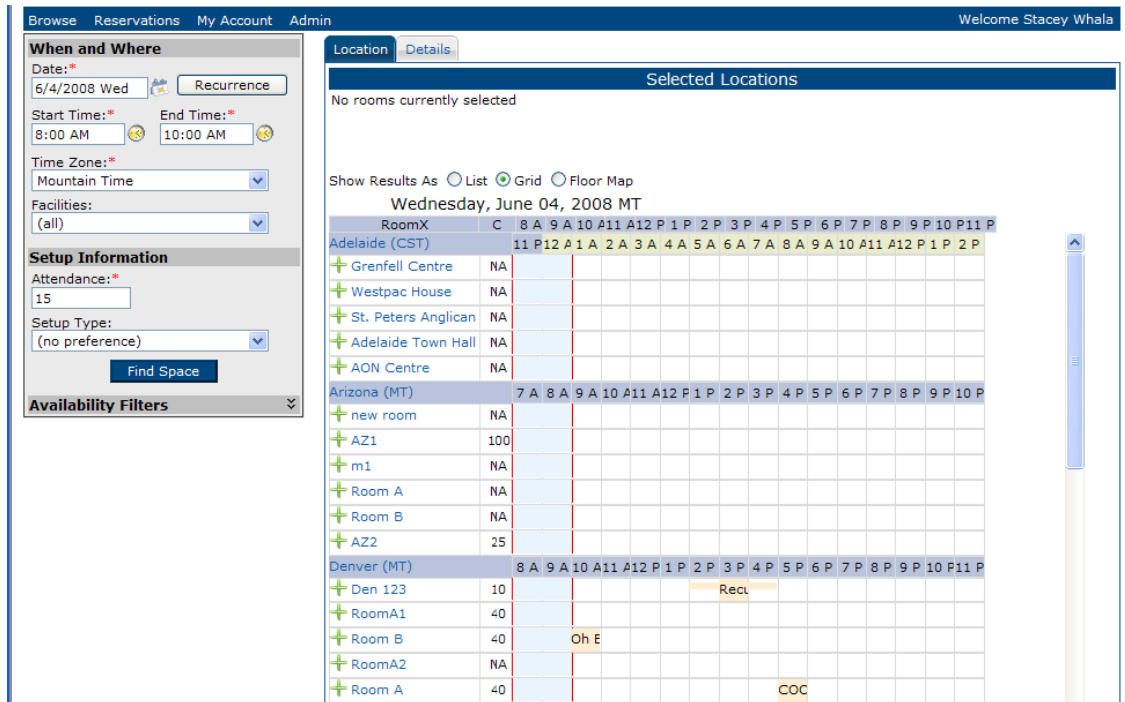 Browse Reservations My Account Admin Welcome Stacey Whala
When and Where
Date:*
6/4/2008 Wed Recurrence
Start Time:* End Time:*
8:00 AM 10:00 AM
Time Zone:*
Mountain Time
Facilities:
(all)
Setup Information
Attendance:*
15
Setup Type:
(no preference)
Find Space
Availability Filters
Location Details
Selected Locations
No rooms currently selected
Show Results As List Grid Floor Map
Wednesday, June 04, 2008 MT
RoomX C 8 A 9 A 10 A 11 A 12 P 1 P 2 P 3 P 4 P 5 P 6 P 7 P 8 P 9 P 10 P 11 P
Adelaide (CST) 11 P 12 A 1 A 2 A 3 A 4 A 5 A 6 A 7 A 8 A 9 A 10 A 11 A 12 P 1 P 2 P
Grenfell Centre NA
Westpac House NA
St. Peters Anglican NA
Adelaide Town Hall NA
AON Centre NA
Arizona (MT) 7 A 8 A 9 A 10 A 11 A 12 P 1 P 2 P 3 P 4 P 5 P 6 P 7 P 8 P 9 P 10 P
new room NA
AZ1 100
m1 NA
Room A NA
Room B NA
AZ2 25
Denver (MT) 8 A 9 A 10 A 11 A 12 P 1 P 2 P 3 P 4 P 5 P 6 P 7 P 8 P 9 P 10 P 11 P
Den 123 10 Recu
RoomA1 40
Room B 40 Oh E
RoomA2 NA
Room A 40 COC